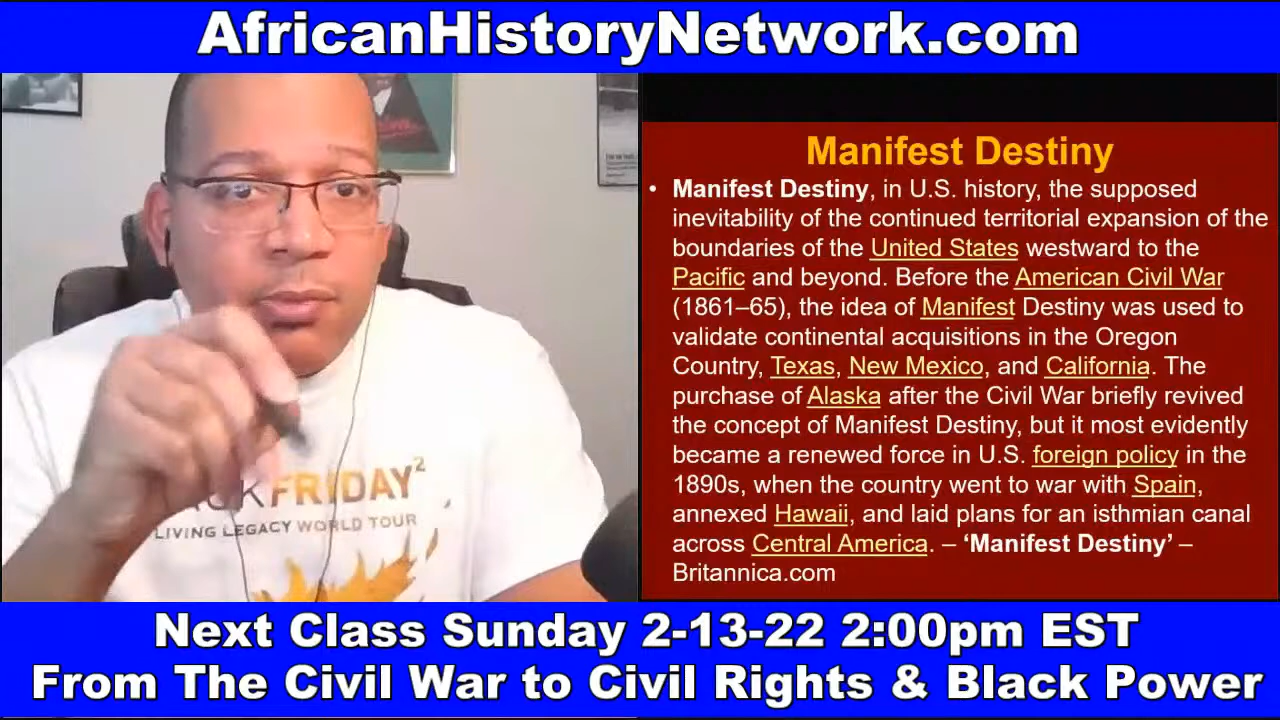 AfricanHistoryNetwork.com
FRIDAY²
LIVING LEGACY WORLD TOUR
Manifest Destiny
• Manifest Destiny, in U.S. history, the supposed
inevitability of the continued territorial expansion of the
boundaries of the United States westward to the
Pacific and beyond. Before the American Civil War
(1861–65), the idea of Manifest Destiny was used to
validate continental acquisitions in the Oregon
Country, Texas, New Mexico, and California. The
purchase of Alaska after the Civil War briefly revived
the concept of Manifest Destiny, but it most evidently
became a renewed force in U.S. foreign policy in the
1890s, when the country went to war with Spain,
annexed Hawaii, and laid plans for an isthmian canal
across Central America. – ‘Manifest Destiny’ –
Britannica.com
Next Class Sunday 2-13-22 2:00pm EST
From The Civil War to Civil Rights & Black Power